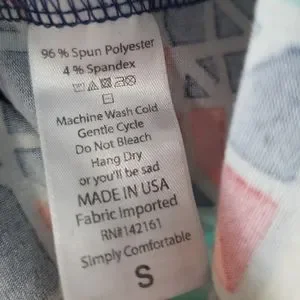 96 % Spun Polyester
4 % Spandex
Machine Wash Cold
Gentle Cycle
Do Not Bleach
Hang Dry
or you'll be sad
MADE IN USA
Fabric Imported
RN#142161
Simply Comfortable
S